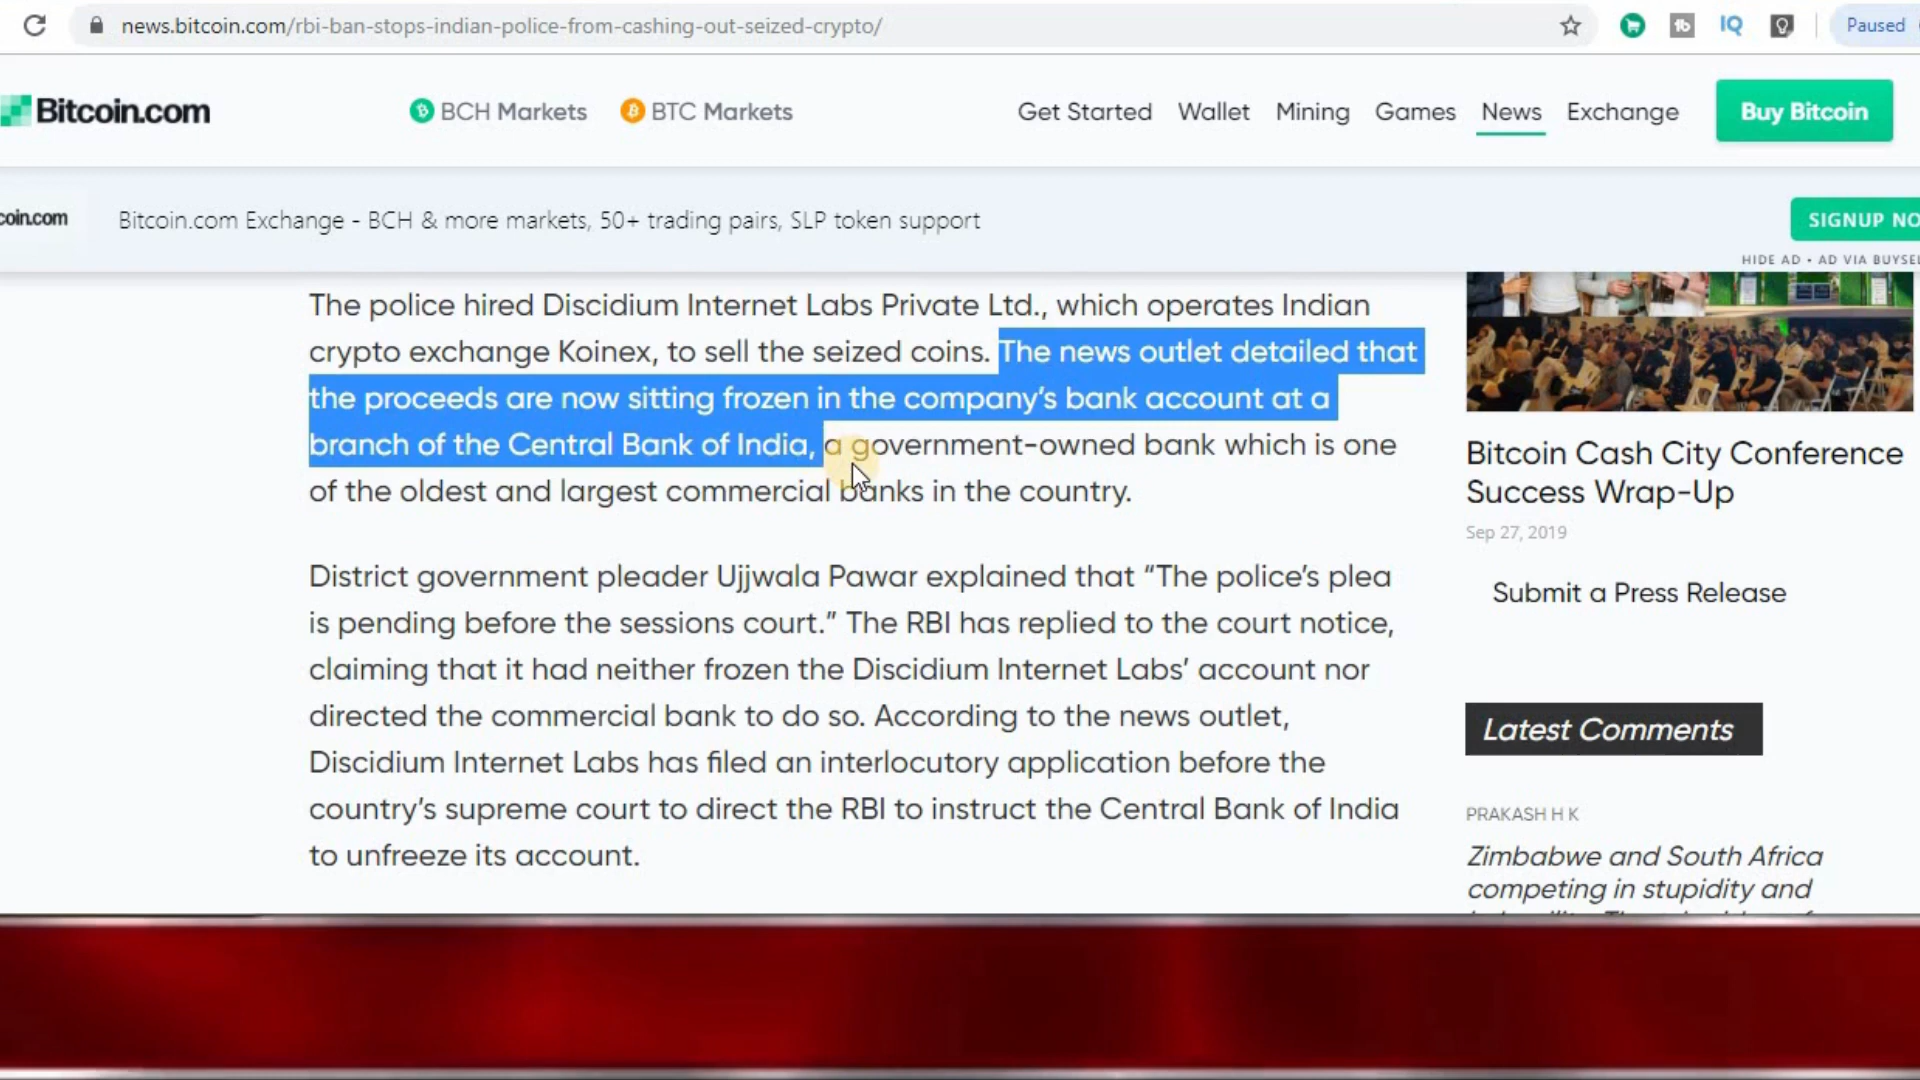 news.bitcoin.com/rbi-ban-stops-indian-police-from-cashing-out-seized-crypto/
IQ
Paused
Bitcoin.com
BCH Markets
BTC Markets
Get Started
Wallet
Mining
Games
News
Exchange
Buy Bitcoin
coin.com
Bitcoin.com Exchange - BCH & more markets, 50+ trading pairs, SLP token support
SIGNUP NO
HIDE AD • AD VIA BUYSEL
The police hired Discidium Internet Labs Private Ltd., which operates Indian
crypto exchange Koinex, to sell the seized coins. The news outlet detailed that
the proceeds are now sitting frozen in the company’s bank account at a
branch of the Central Bank of India, a government-owned bank which is one
of the oldest and largest commercial banks in the country.
District government pleader Ujjwala Pawar explained that “The police’s plea
is pending before the sessions court.” The RBI has replied to the court notice,
claiming that it had neither frozen the Discidium Internet Labs’ account nor
directed the commercial bank to do so. According to the news outlet,
Discidium Internet Labs has filed an interlocutory application before the
country’s supreme court to direct the RBI to instruct the Central Bank of India
to unfreeze its account.
Bitcoin Cash City Conference
Success Wrap-Up
Sep 27, 2019
Submit a Press Release
Latest Comments
PRAKASH H K
Zimbabwe and South Africa
competing in stupidity and